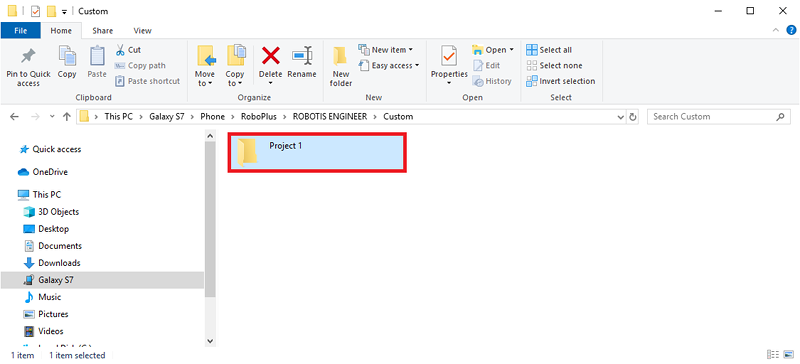 Custom
File Home Share View
Pin to Quick access
Copy
Paste
Cut
Copy path
Paste shortcut
Clipboard
Move to
Copy to
Delete
Rename
Organize
New folder
New item
Easy access
New
Properties
Open
Edit
History
Open
Select all
Select none
Invert selection
Select
This PC > Galaxy S7 > Phone > RoboPlus > ROBOTIS ENGINEER > Custom
Search Custom
Quick access
Project 1
OneDrive
This PC
3D Objects
Desktop
Documents
Downloads
Galaxy S7
Music
Pictures
Videos
1 item 1 item selected